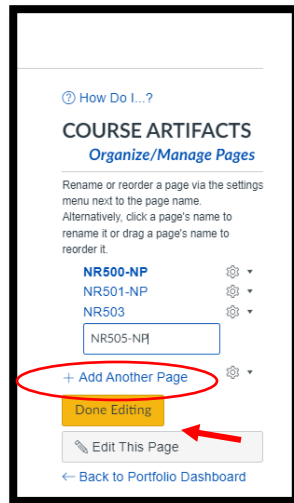 How Do I...?
COURSE ARTIFACTS
Organize/Manage Pages
Rename or reorder a page via the settings
menu next to the page name.
Alternatively, click a page's name to
rename it or drag a page's name to
reorder it.
NR500-NP
NR501-NP
NR503
NR505-NP
+ Add Another Page
Done Editing
Edit This Page
← Back to Portfolio Dashboard